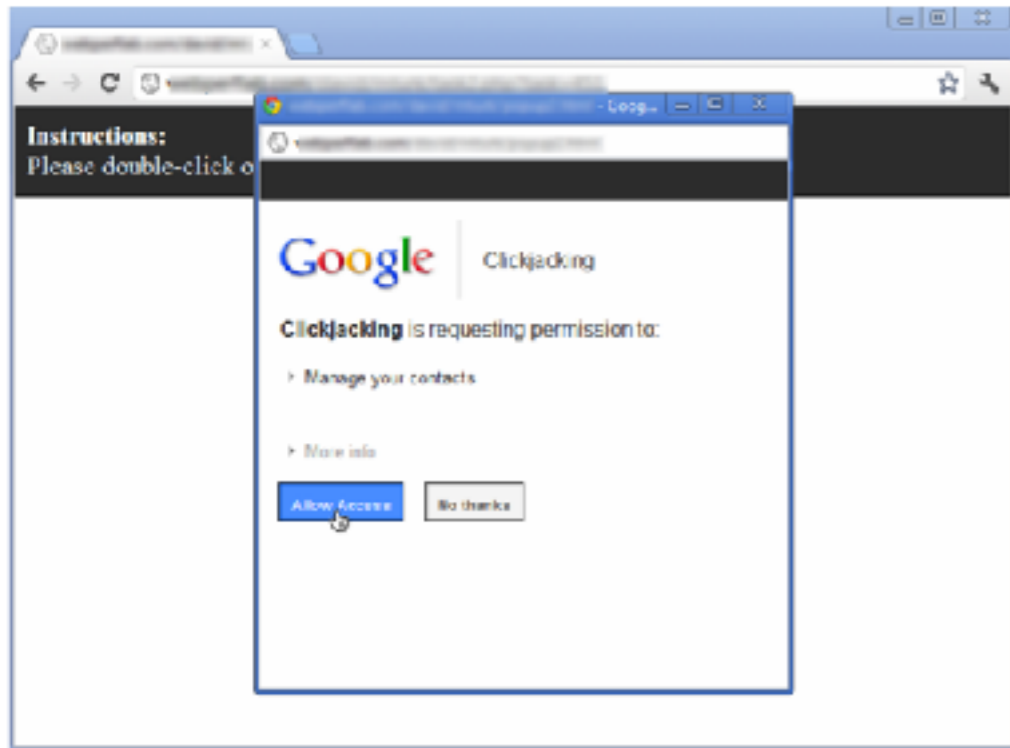 Instructions:
Please double-click o
- Loog...
Google
Clickjacking
Clickjacking is requesting permission to:
Manage your contacts
More info
Allow Access
No thanks